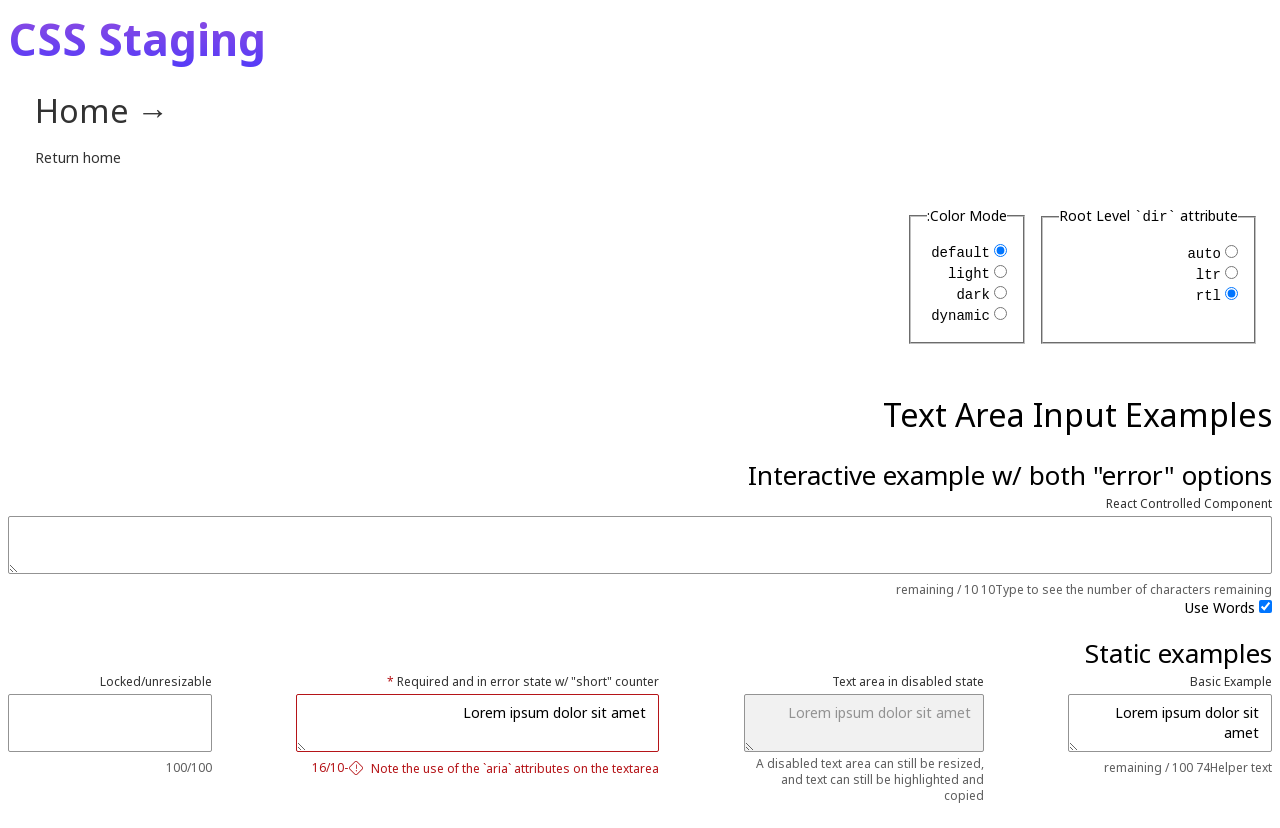 CSS Staging
Home →
Return home
Root Level `dir` attribute
auto
ltr
rtl
:Color Mode
default
light
dark
dynamic
Text Area Input Examples
Interactive example w/ both "error" options
React Controlled Component
remaining / 10 10Type to see the number of characters remaining
Use Words
Static examples
Basic Example
Lorem ipsum dolor sit
amet
remaining / 100 74Helper text
Text area in disabled state
Lorem ipsum dolor sit amet
A disabled text area can still be resized,
and text can still be highlighted and
copied
* Required and in error state w/ "short" counter
Lorem ipsum dolor sit amet
16/10- Note the use of the `aria` attributes on the textarea
Locked/unresizable
100/100